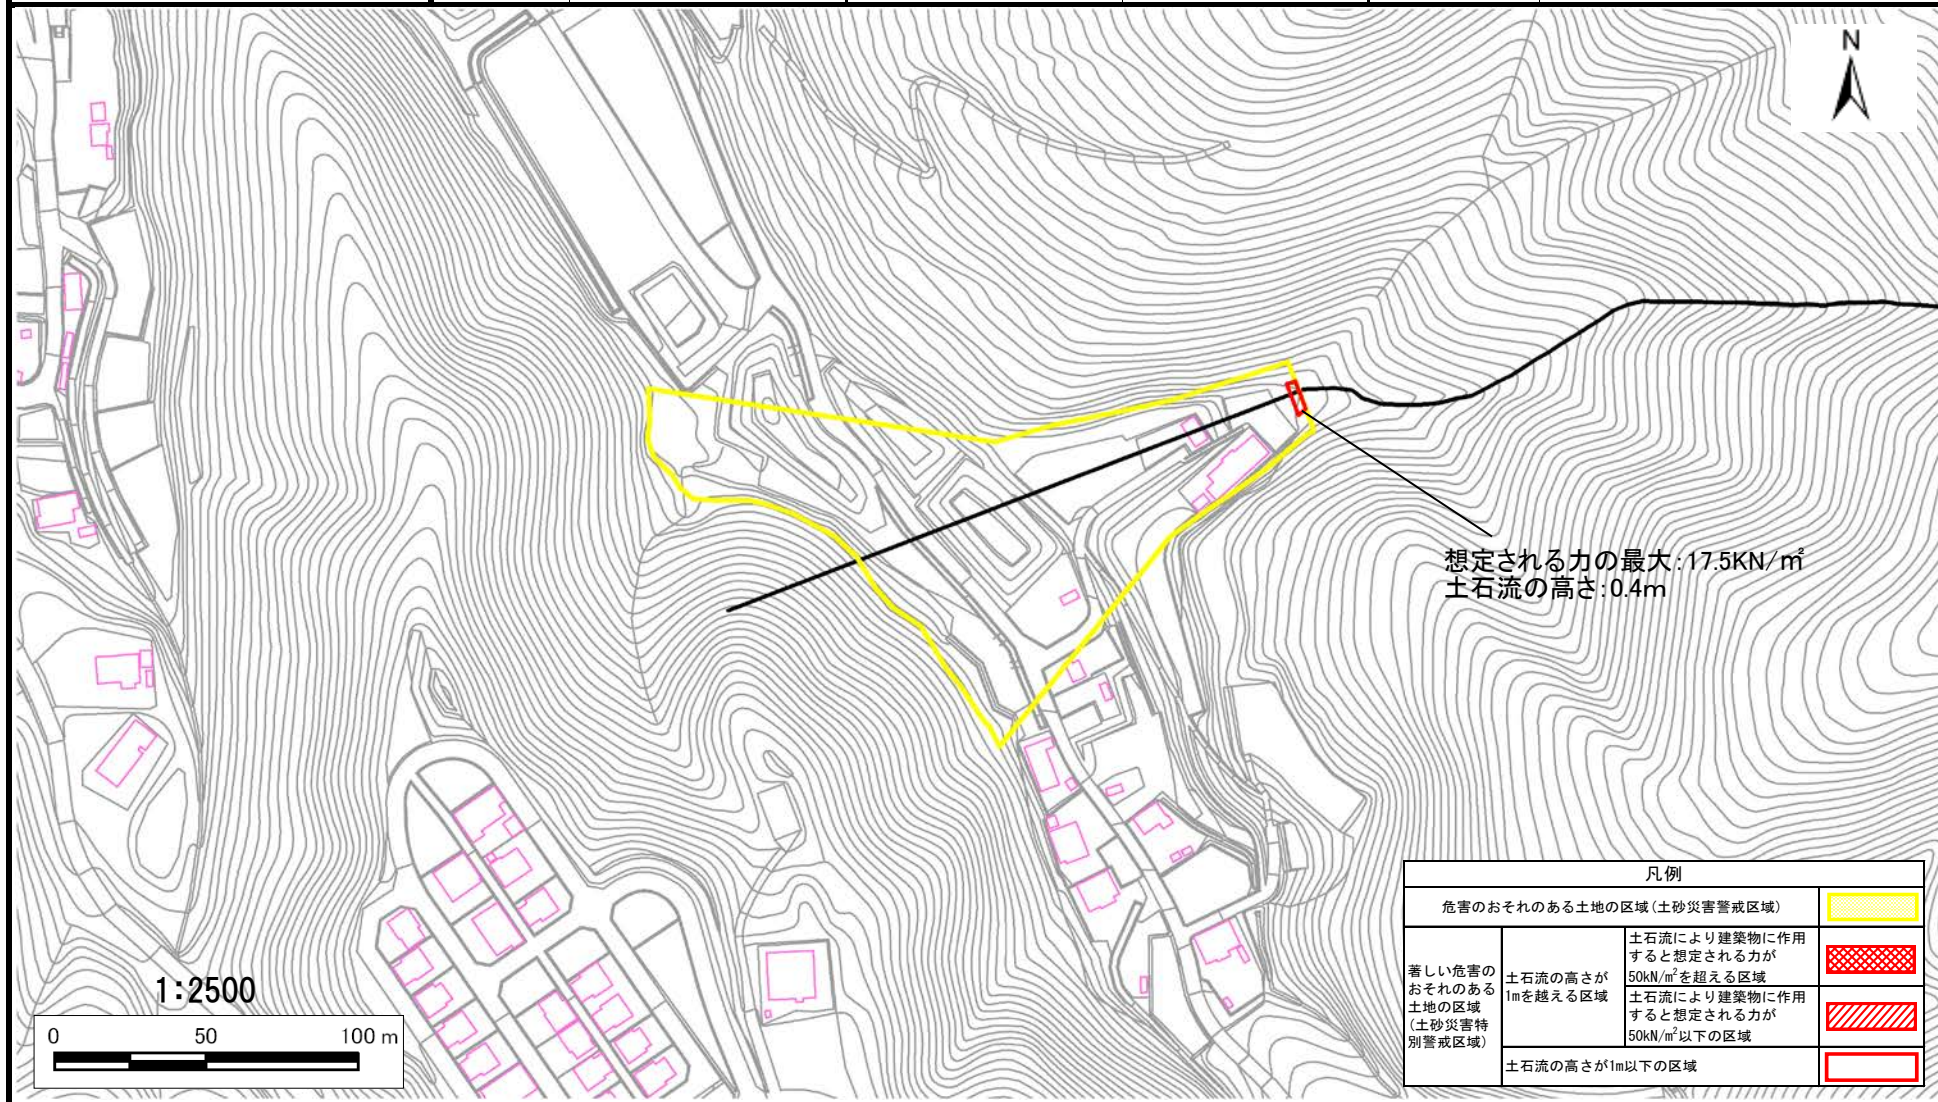 N
想定される力の最大:17.5KN/㎡
土石流の高さ:0.4m
1:2500
0 50 100 m
凡例
危害のおそれのある土地の区域(土砂災害警戒区域)
著しい危害の
おそれのある
土地の区域
(土砂災害特
別警戒区域)
土石流の高さが
1mを越える区域
土石流により建築物に作用
すると想定される力が
50kN/㎡を超える区域
土石流により建築物に作用
すると想定される力が
50kN/㎡以下の区域
土石流の高さが1m以下の区域